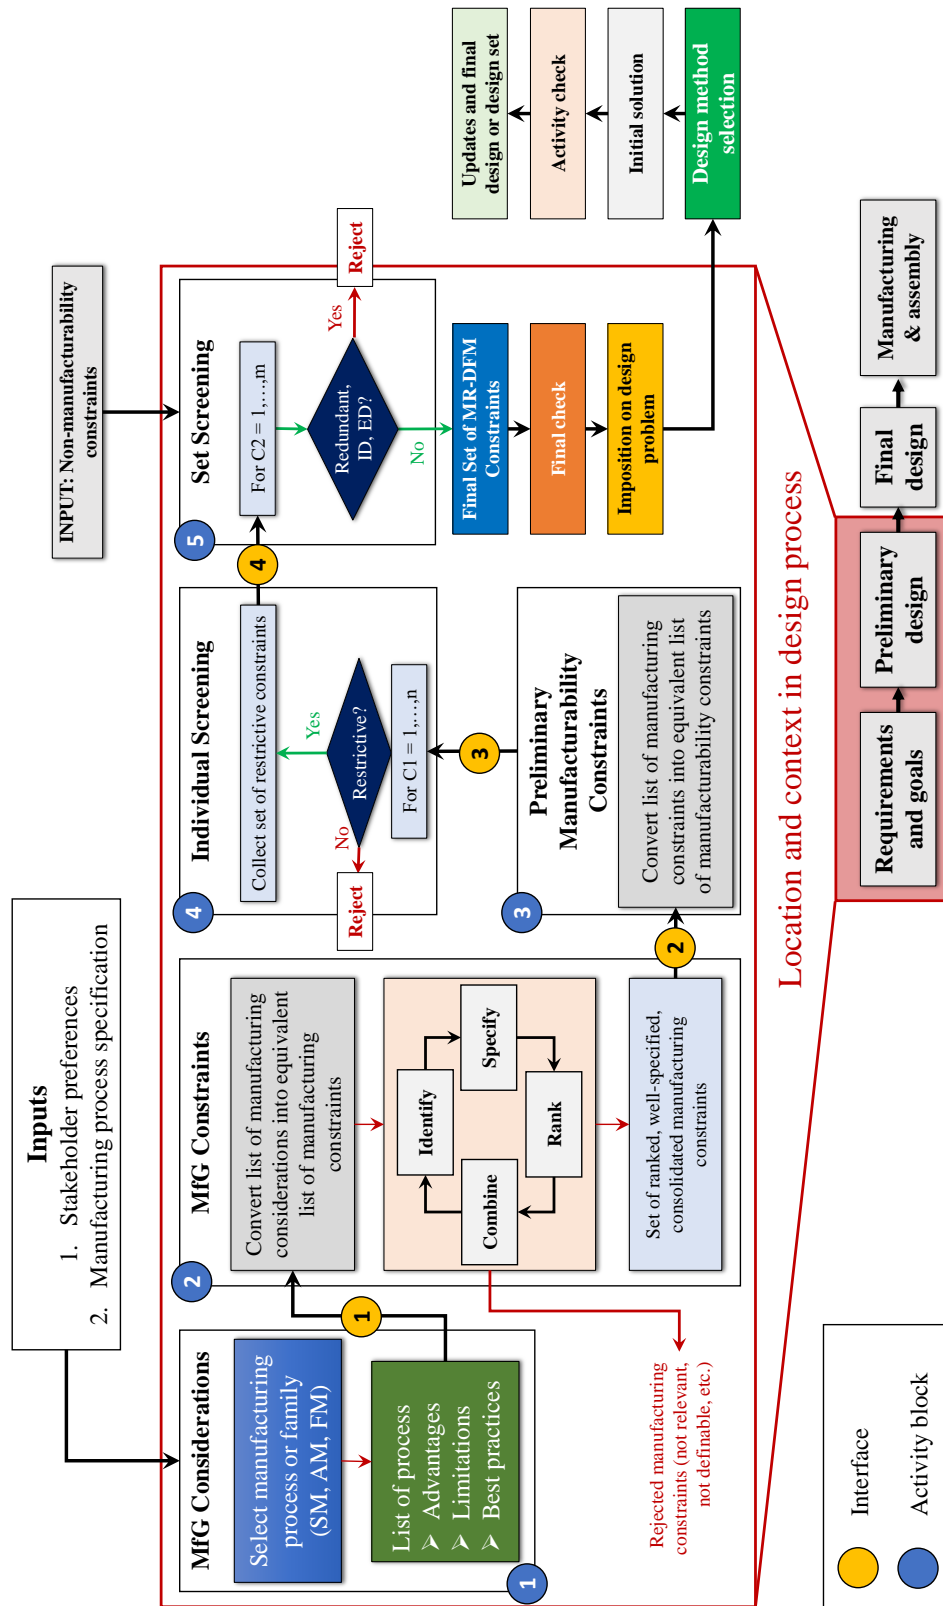 Inputs
1. Stakeholder preferences
2. Manufacturing process specification
INPUT: Non-manufacturability
constraints
MfG Considerations
Select manufacturing
process or family
(SM, AM, FM)
List of process
➢ Advantages
➢ Limitations
➢ Best practices
1
1
MfG Constraints
2
Convert list of manufacturing
considerations into equivalent
list of manufacturing
constraints
Identify
Specify
Rank
Combine
Set of ranked, well-specified,
consolidated manufacturing
constraints
Rejected manufacturing
constraints (not relevant,
not definable, etc.)
2
Preliminary
Manufacturability
Constraints
3
Convert list of manufacturing
constraints into equivalent list
of manufacturability constraints
3
Individual Screening
4
For C1 = 1,…,n
Restrictive?
No
Reject
Yes
Collect set of restrictive constraints
4
Set Screening
5
For C2 = 1,…,m
Redundant,
ID, ED?
Yes
Reject
No
Final Set of MR-DFM
Constraints
Final check
Imposition on design
problem
Design method
selection
Initial solution
Activity check
Updates and final
design or design set
Location and context in design process
Requirements
and goals
Preliminary
design
Final
design
Manufacturing
& assembly
Interface
Activity block